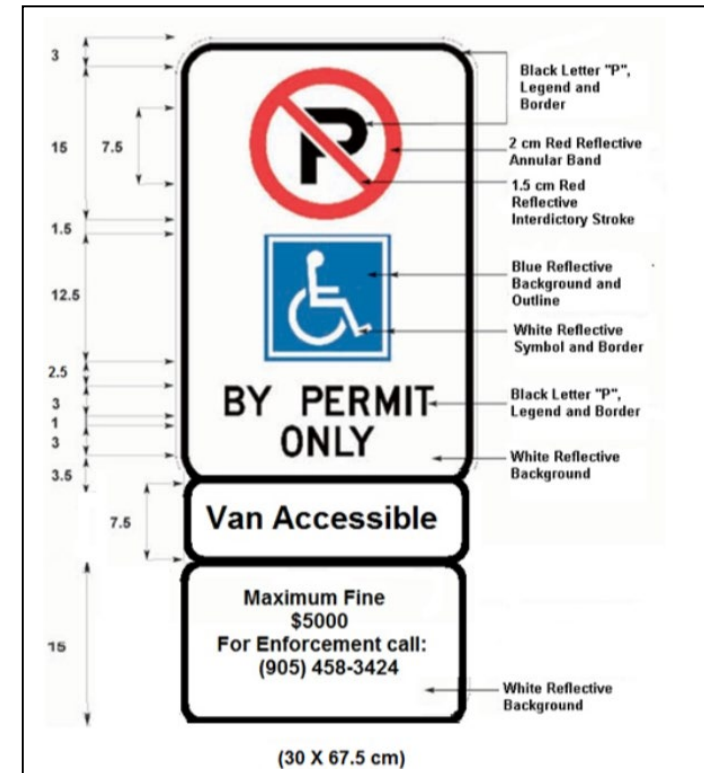 3
15
7.5
1.5
12.5
2.5
3
1
3
3.5
7.5
15
P
BY PERMIT
ONLY
Van Accessible
Maximum Fine
$5000
For Enforcement call:
(905) 458-3424
Black Letter "P",
Legend and
Border
2 cm Red Reflective
Annular Band
1.5 cm Red
Reflective
Interdictory Stroke
Blue Reflective
Background and
Outline
White Reflective
Symbol and Border
Black Letter "P",
Legend and Border
White Reflective
Background
White Reflective
Background
(30 X 67.5 cm)